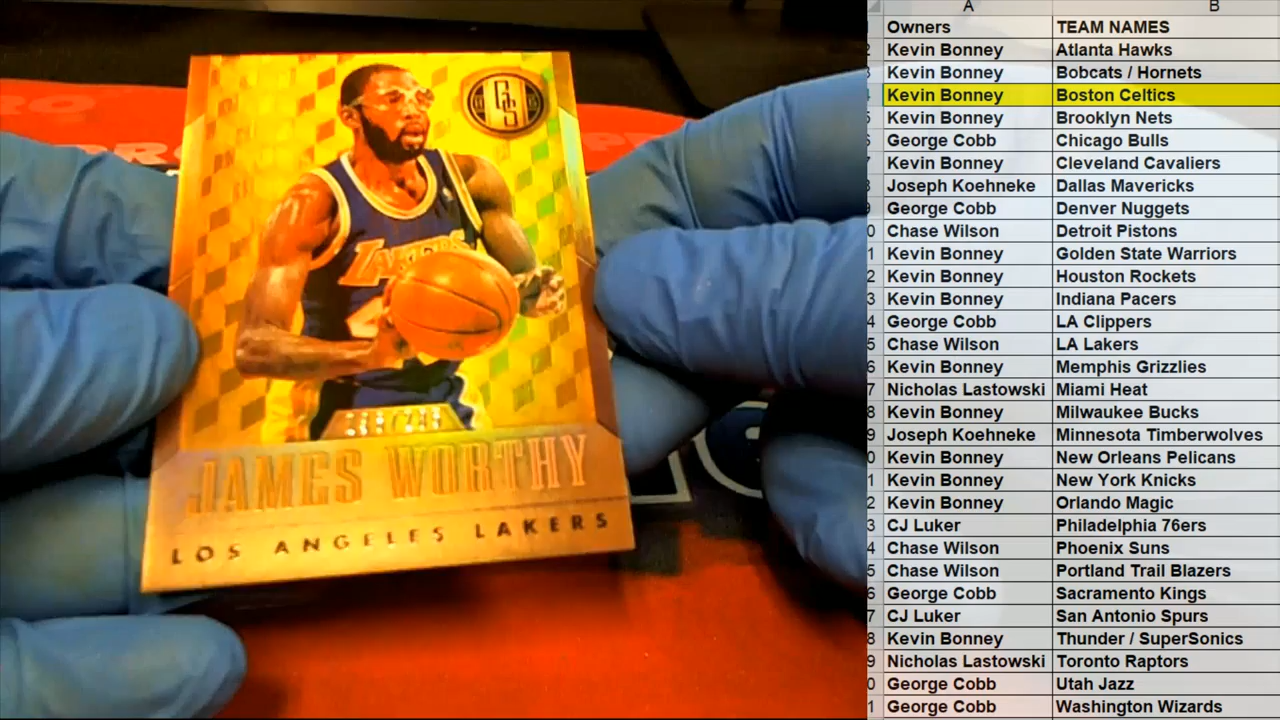 JAMES WORTHY
LOS ANGELES LAKERS
LAKERS
GS
A B
Owners TEAM NAMES
Kevin Bonney Atlanta Hawks
Kevin Bonney Bobcats / Hornets
Kevin Bonney Boston Celtics
Kevin Bonney Brooklyn Nets
George Cobb Chicago Bulls
Kevin Bonney Cleveland Cavaliers
Joseph Koehneke Dallas Mavericks
George Cobb Denver Nuggets
Chase Wilson Detroit Pistons
Kevin Bonney Golden State Warriors
Kevin Bonney Houston Rockets
Kevin Bonney Indiana Pacers
George Cobb LA Clippers
Chase Wilson LA Lakers
Kevin Bonney Memphis Grizzlies
Nicholas Lastowski Miami Heat
Kevin Bonney Milwaukee Bucks
Joseph Koehneke Minnesota Timberwolves
Kevin Bonney New Orleans Pelicans
Kevin Bonney New York Knicks
Kevin Bonney Orlando Magic
CJ Luker Philadelphia 76ers
Chase Wilson Phoenix Suns
Chase Wilson Portland Trail Blazers
George Cobb Sacramento Kings
CJ Luker San Antonio Spurs
Kevin Bonney Thunder / SuperSonics
Nicholas Lastowski Toronto Raptors
George Cobb Utah Jazz
George Cobb Washington Wizards